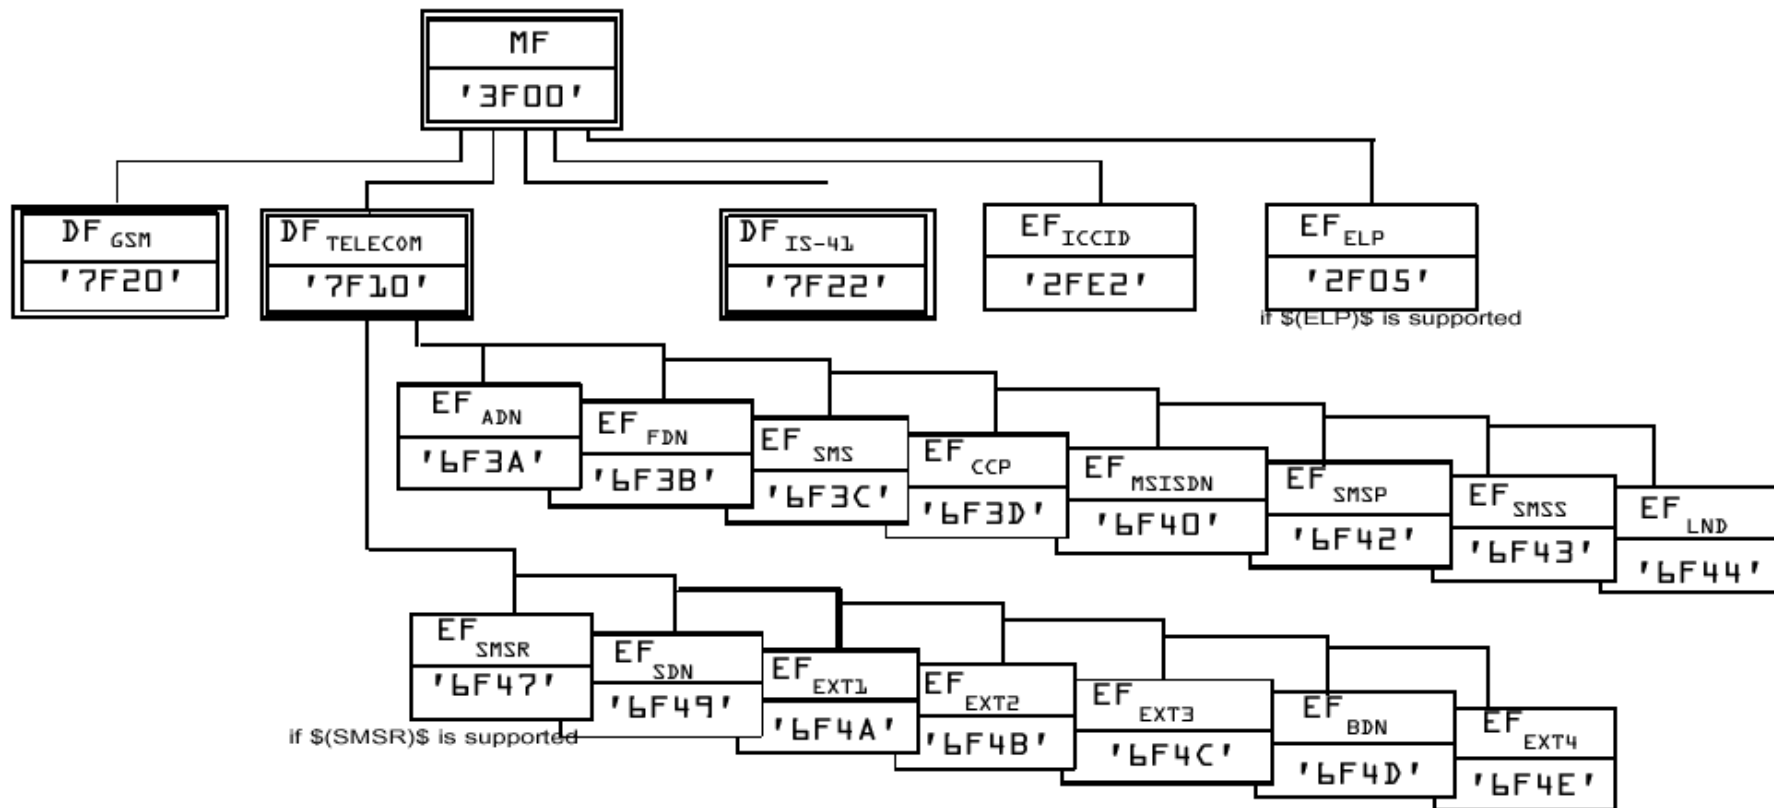 MF
'3F00'
DF GSM
'7F20'
DF TELECOM
'7F10'
DF IS-41
'7F22'
EF ICCID
'2FE2'
EF ELP
'2F05'
if $(ELP)$ is supported
EF ADN
'6F3A'
EF FDN
'6F3B'
EF SMS
'6F3C'
EF CCP
'6F3D'
EF MSISDN
'6F40'
EF SMSP
'6F42'
EF SMSS
'6F43'
EF LND
'6F44'
EF SMSR
'6F47'
if $(SMSR)$ is supported
EF SDN
'6F49'
EF EXT1
'6F4A'
EF EXT2
'6F4B'
EF EXT3
'6F4C'
EF BDN
'6F4D'
EF EXT4
'6F4E'